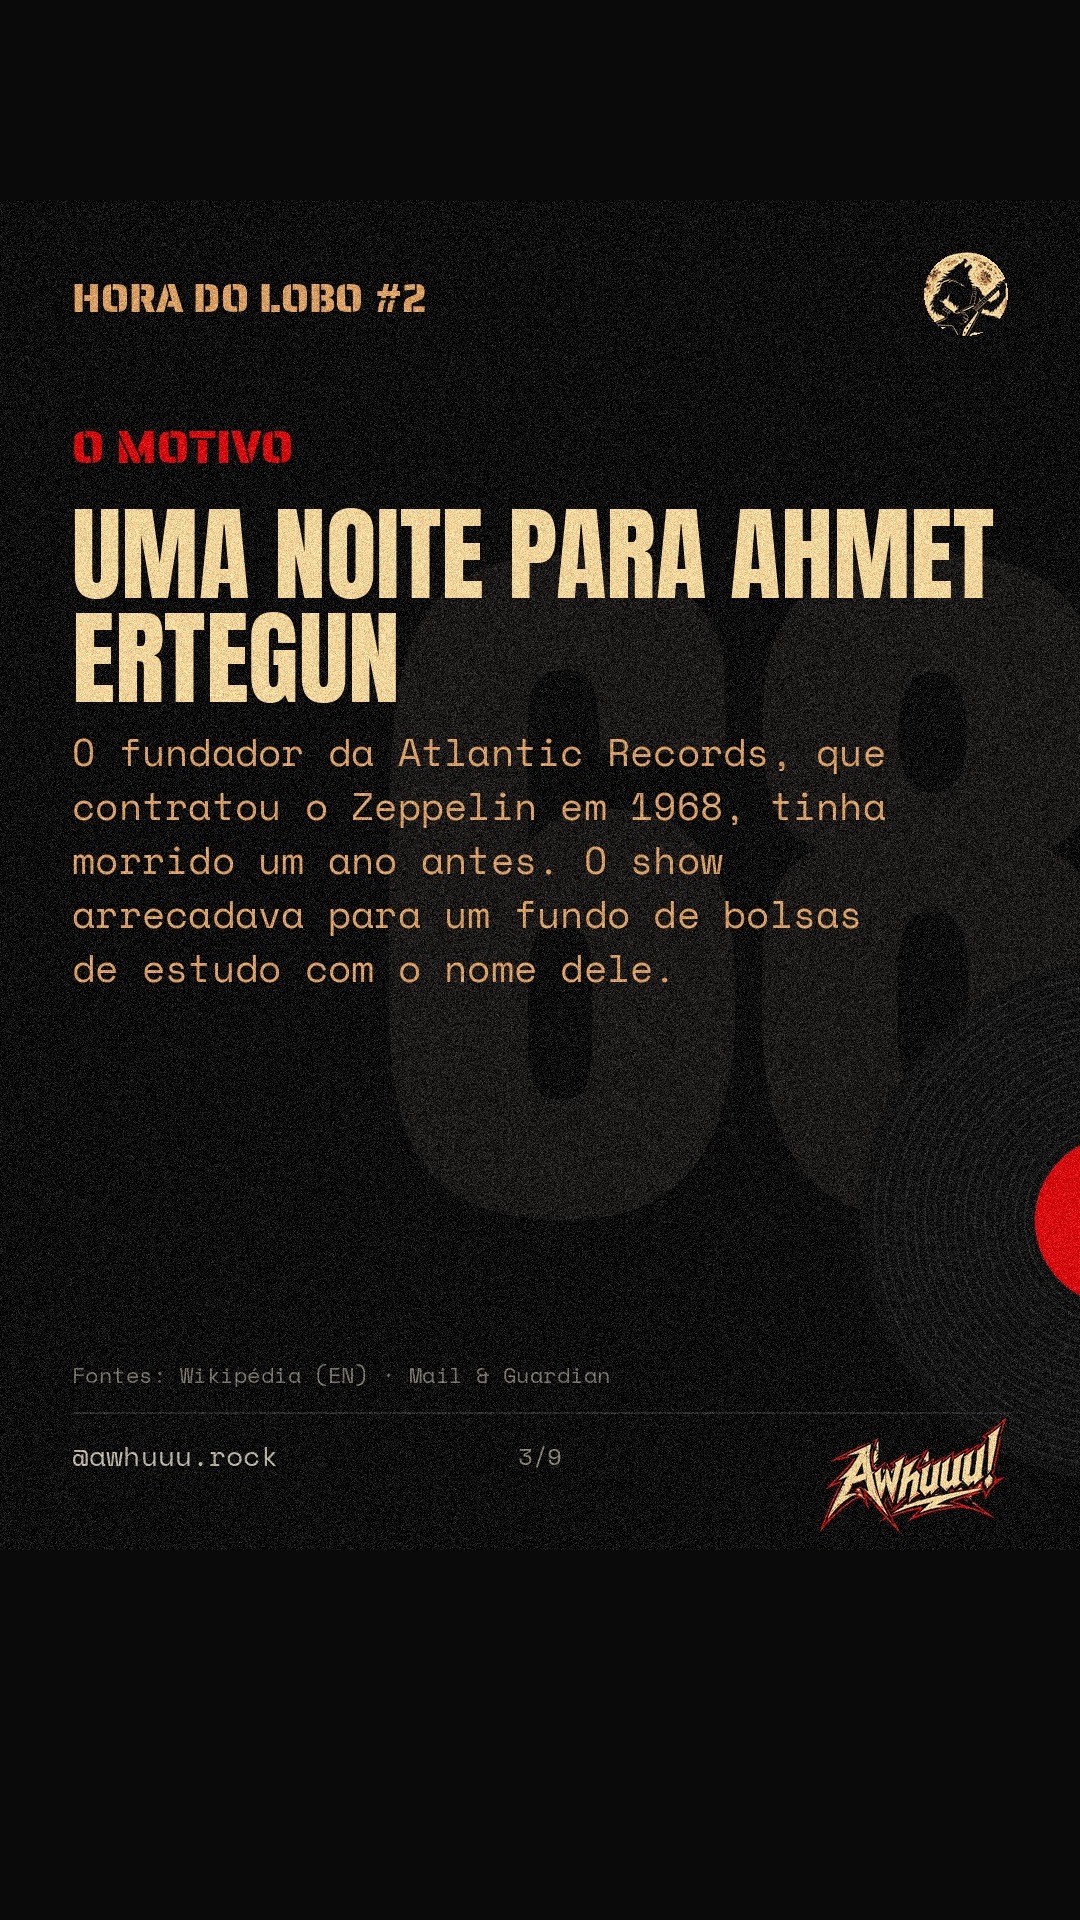 HORA DO LOBO #2
O MOTIVO
UMA NOITE PARA AHMET
ERTEGUN
O fundador da Atlantic Records, que
contratou o Zeppelin em 1968, tinha
morrido um ano antes. O show
arrecadava para um fundo de bolsas
de estudo com o nome dele.
68
Fontes: Wikipédia (EN) · Mail & Guardian
@awhuuu.rock
3/9
Awhuuu!